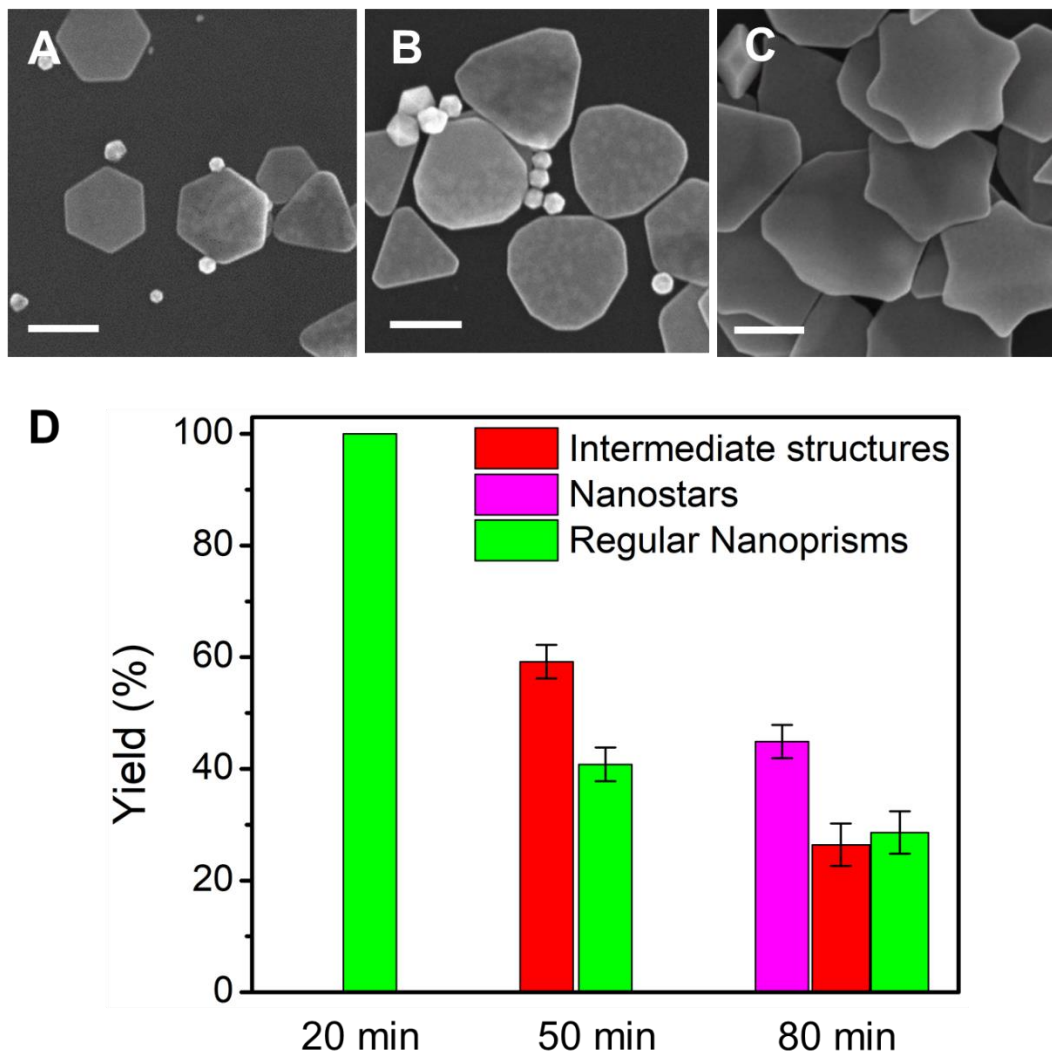 A
B
C
D
100
80
60
40
20
0
Yield (%)
Intermediate structures
Nanostars
Regular Nanoprisms
20 min
50 min
80 min